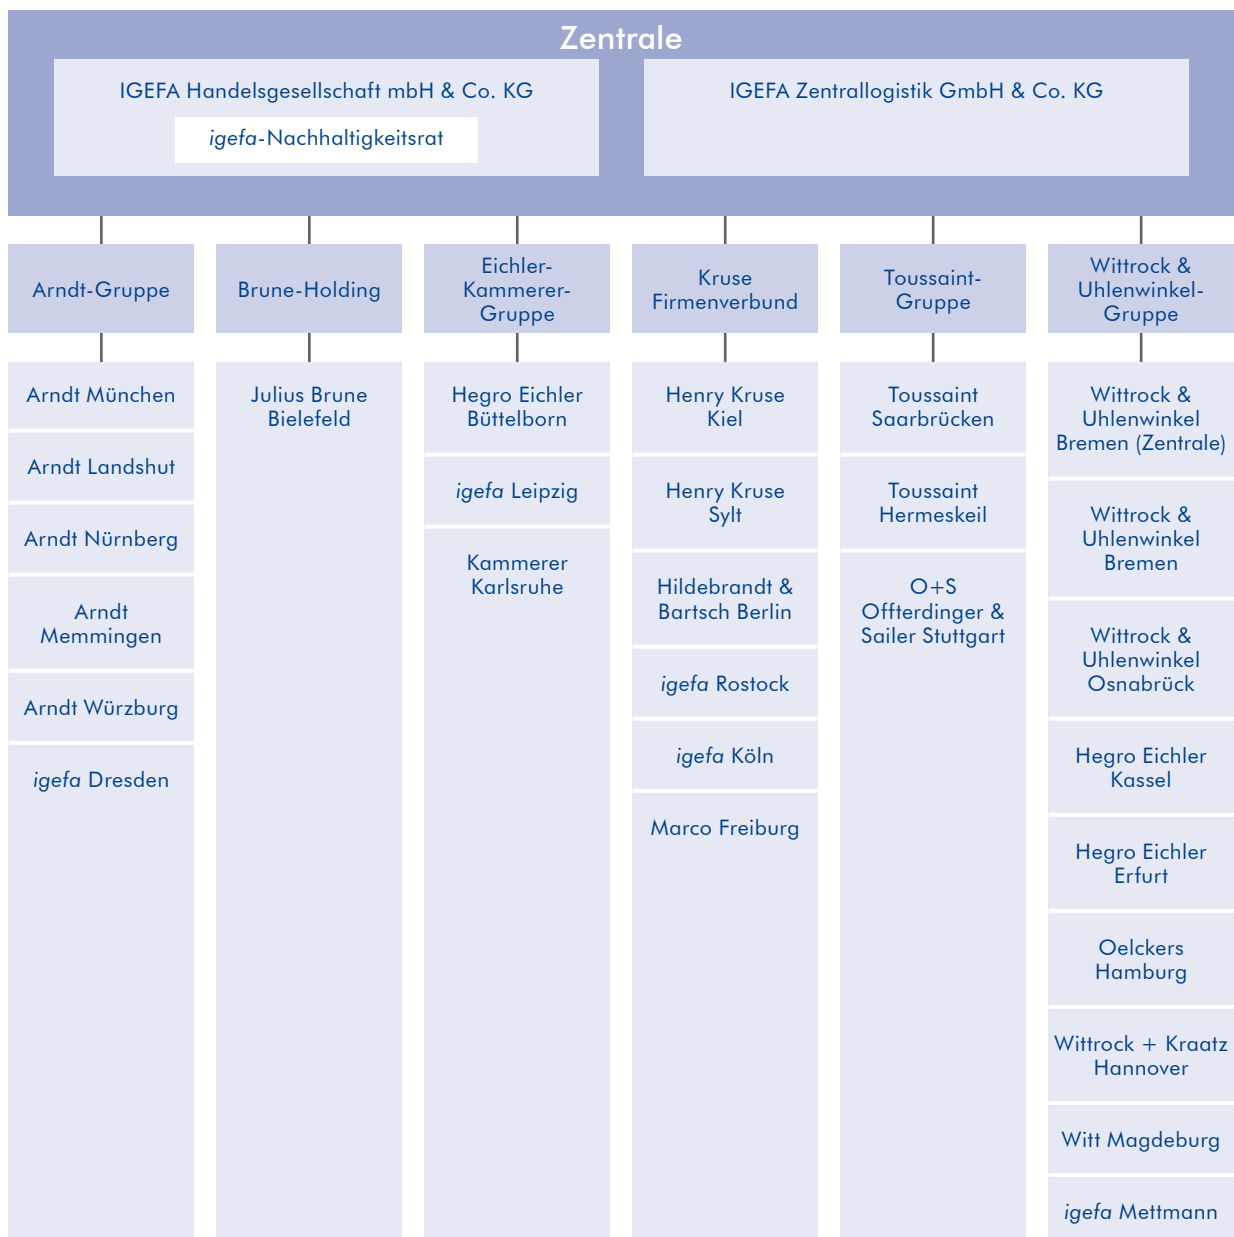 Zentrale
IGEFA Handelsgesellschaft mbH & Co. KG
igefa-Nachhaltigkeitsrat
IGEFA Zentrallogistik GmbH & Co. KG
Arndt-Gruppe
Brune-Holding
Eichler-
Kammerer-
Gruppe
Kruse
Firmenverbund
Toussaint-
Gruppe
Wittrock &
Uhlenwinkel-
Gruppe
Arndt München
Arndt Landshut
Arndt Nürnberg
Arndt
Memmingen
Arndt Würzburg
igefa Dresden
Julius Brune
Bielefeld
Hegro Eichler
Büttelborn
igefa Leipzig
Kammerer
Karlsruhe
Henry Kruse
Kiel
Henry Kruse
Sylt
Hildebrandt &
Bartsch Berlin
igefa Rostock
igefa Köln
Marco Freiburg
Toussaint
Saarbrücken
Toussaint
Hermeskeil
O+S
Offterdinger &
Sailer Stuttgart
Wittrock &
Uhlenwinkel
Bremen (Zentrale)
Wittrock &
Uhlenwinkel
Bremen
Wittrock &
Uhlenwinkel
Osnabrück
Hegro Eichler
Kassel
Hegro Eichler
Erfurt
Oelckers
Hamburg
Wittrock + Kraatz
Hannover
Witt Magdeburg
igefa Mettmann